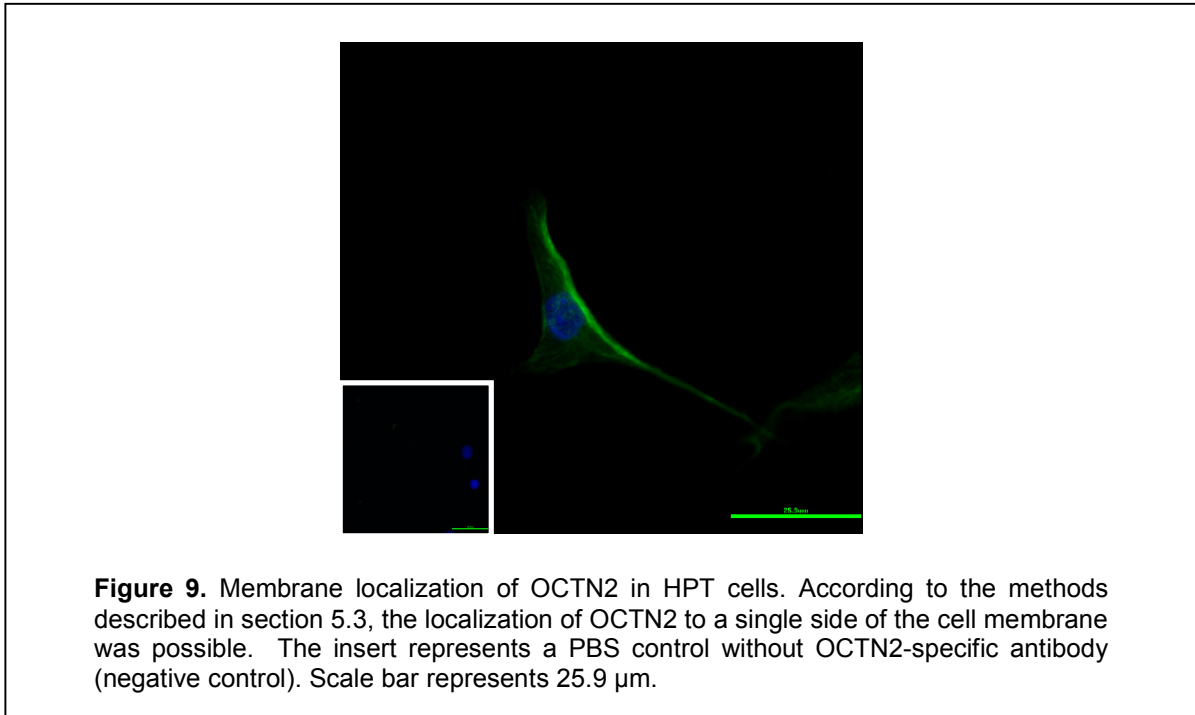 25.9um
Figure 9. Membrane localization of OCTN2 in HPT cells. According to the methods
described in section 5.3, the localization of OCTN2 to a single side of the cell membrane
was possible. The insert represents a PBS control without OCTN2-specific antibody
(negative control). Scale bar represents 25.9 µm.